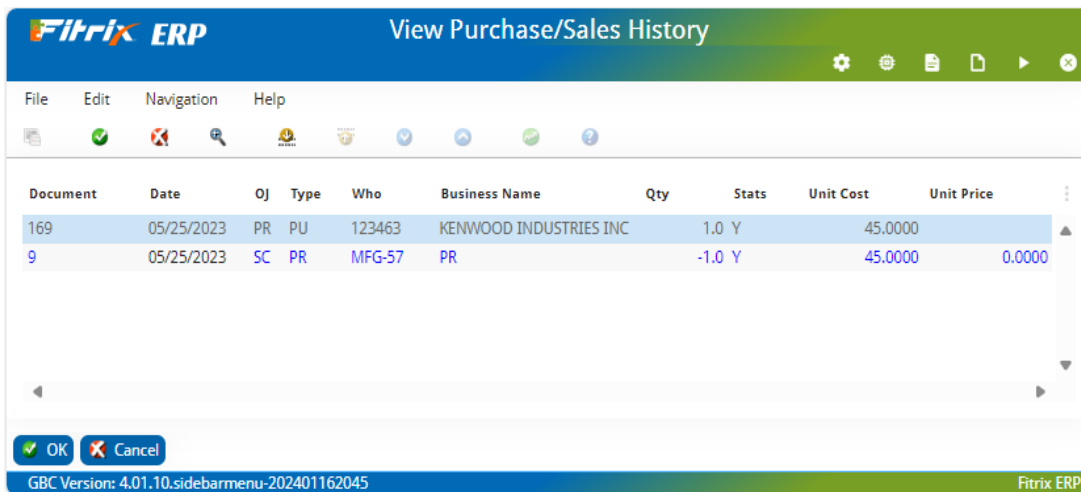 Fitrix ERP View Purchase/Sales History
File Edit Navigation Help
Document Date OJ Type Who Business Name Qty Stats Unit Cost Unit Price
169 05/25/2023 PR PU 123463 KENWOOD INDUSTRIES INC 1.0 Y 45.0000
9 05/25/2023 SC PR MFG-57 PR -1.0 Y 45.0000 0.0000
OK Cancel
GBC Version: 4.01.10.sidebarmenu-202401162045 Fitrix ERP